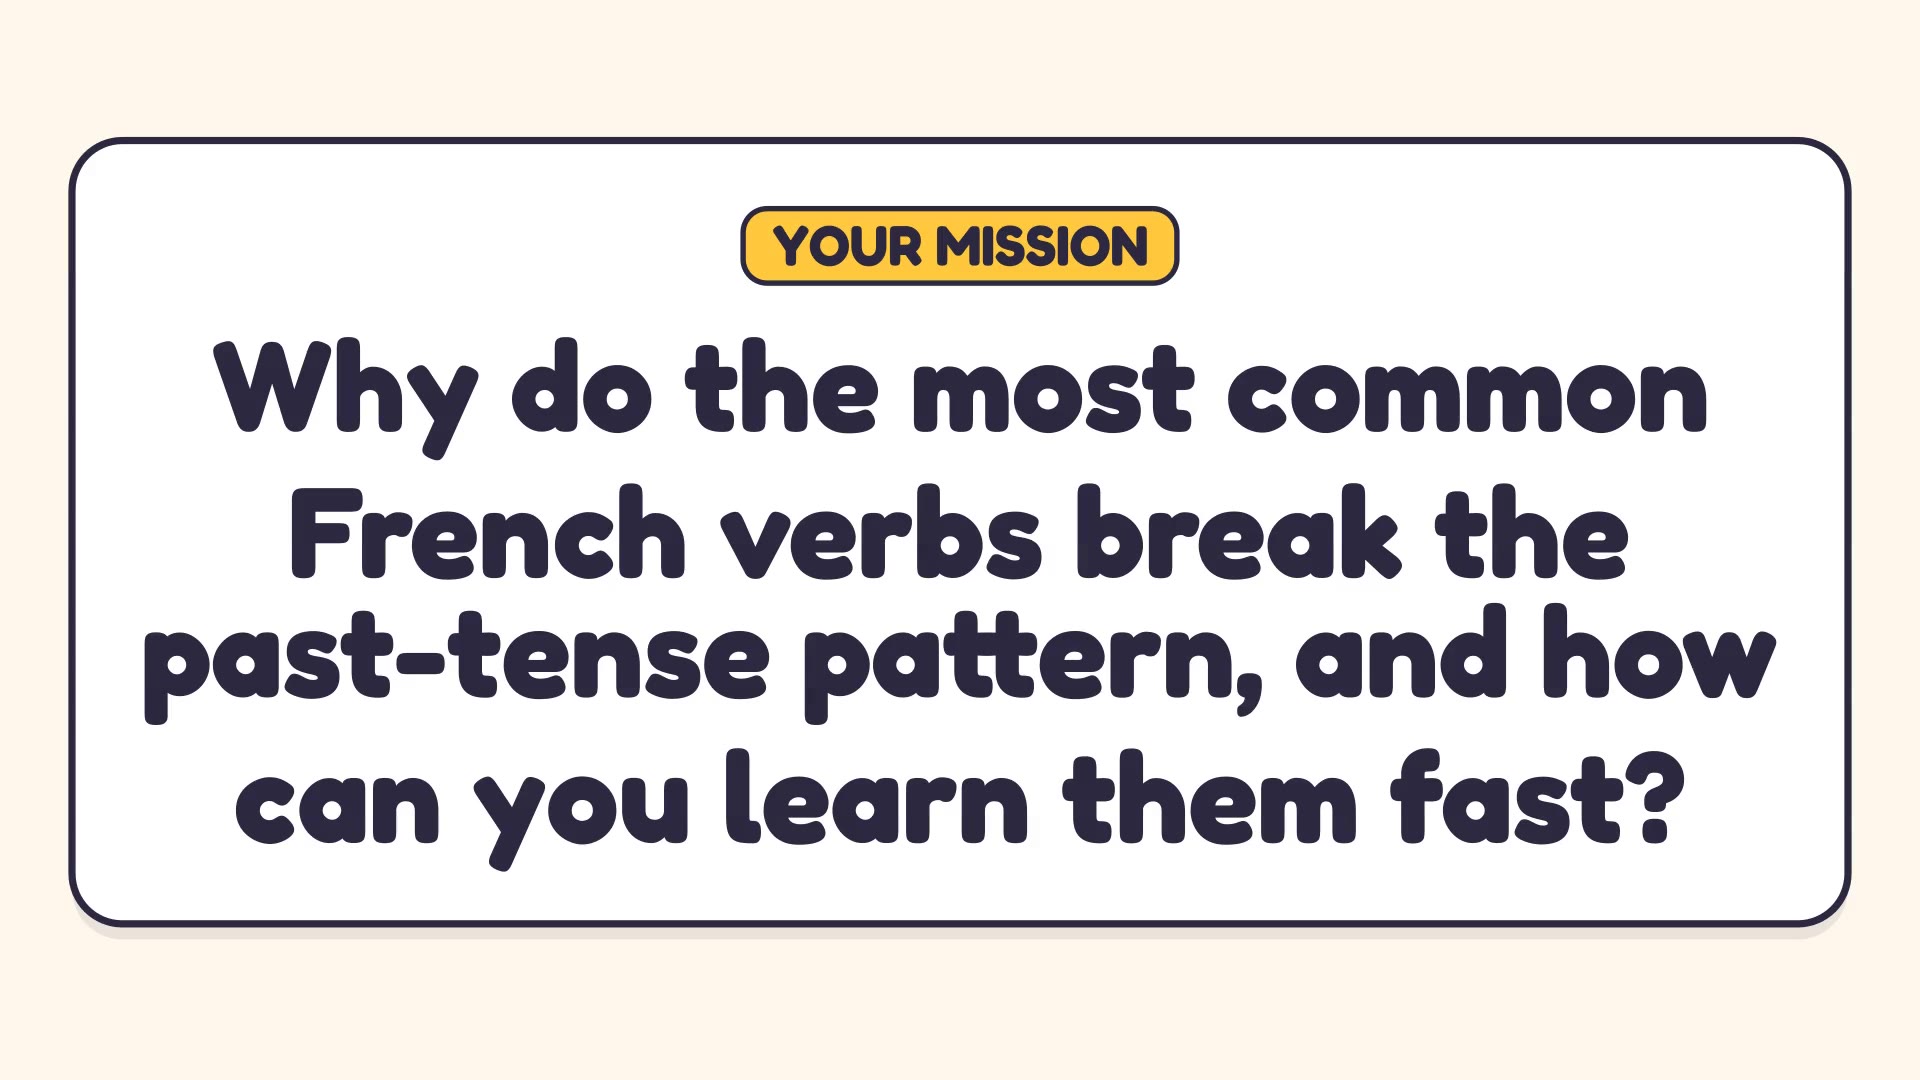 YOUR MISSION
Why do the most common
French verbs break the
past-tense pattern, and how
can you learn them fast?